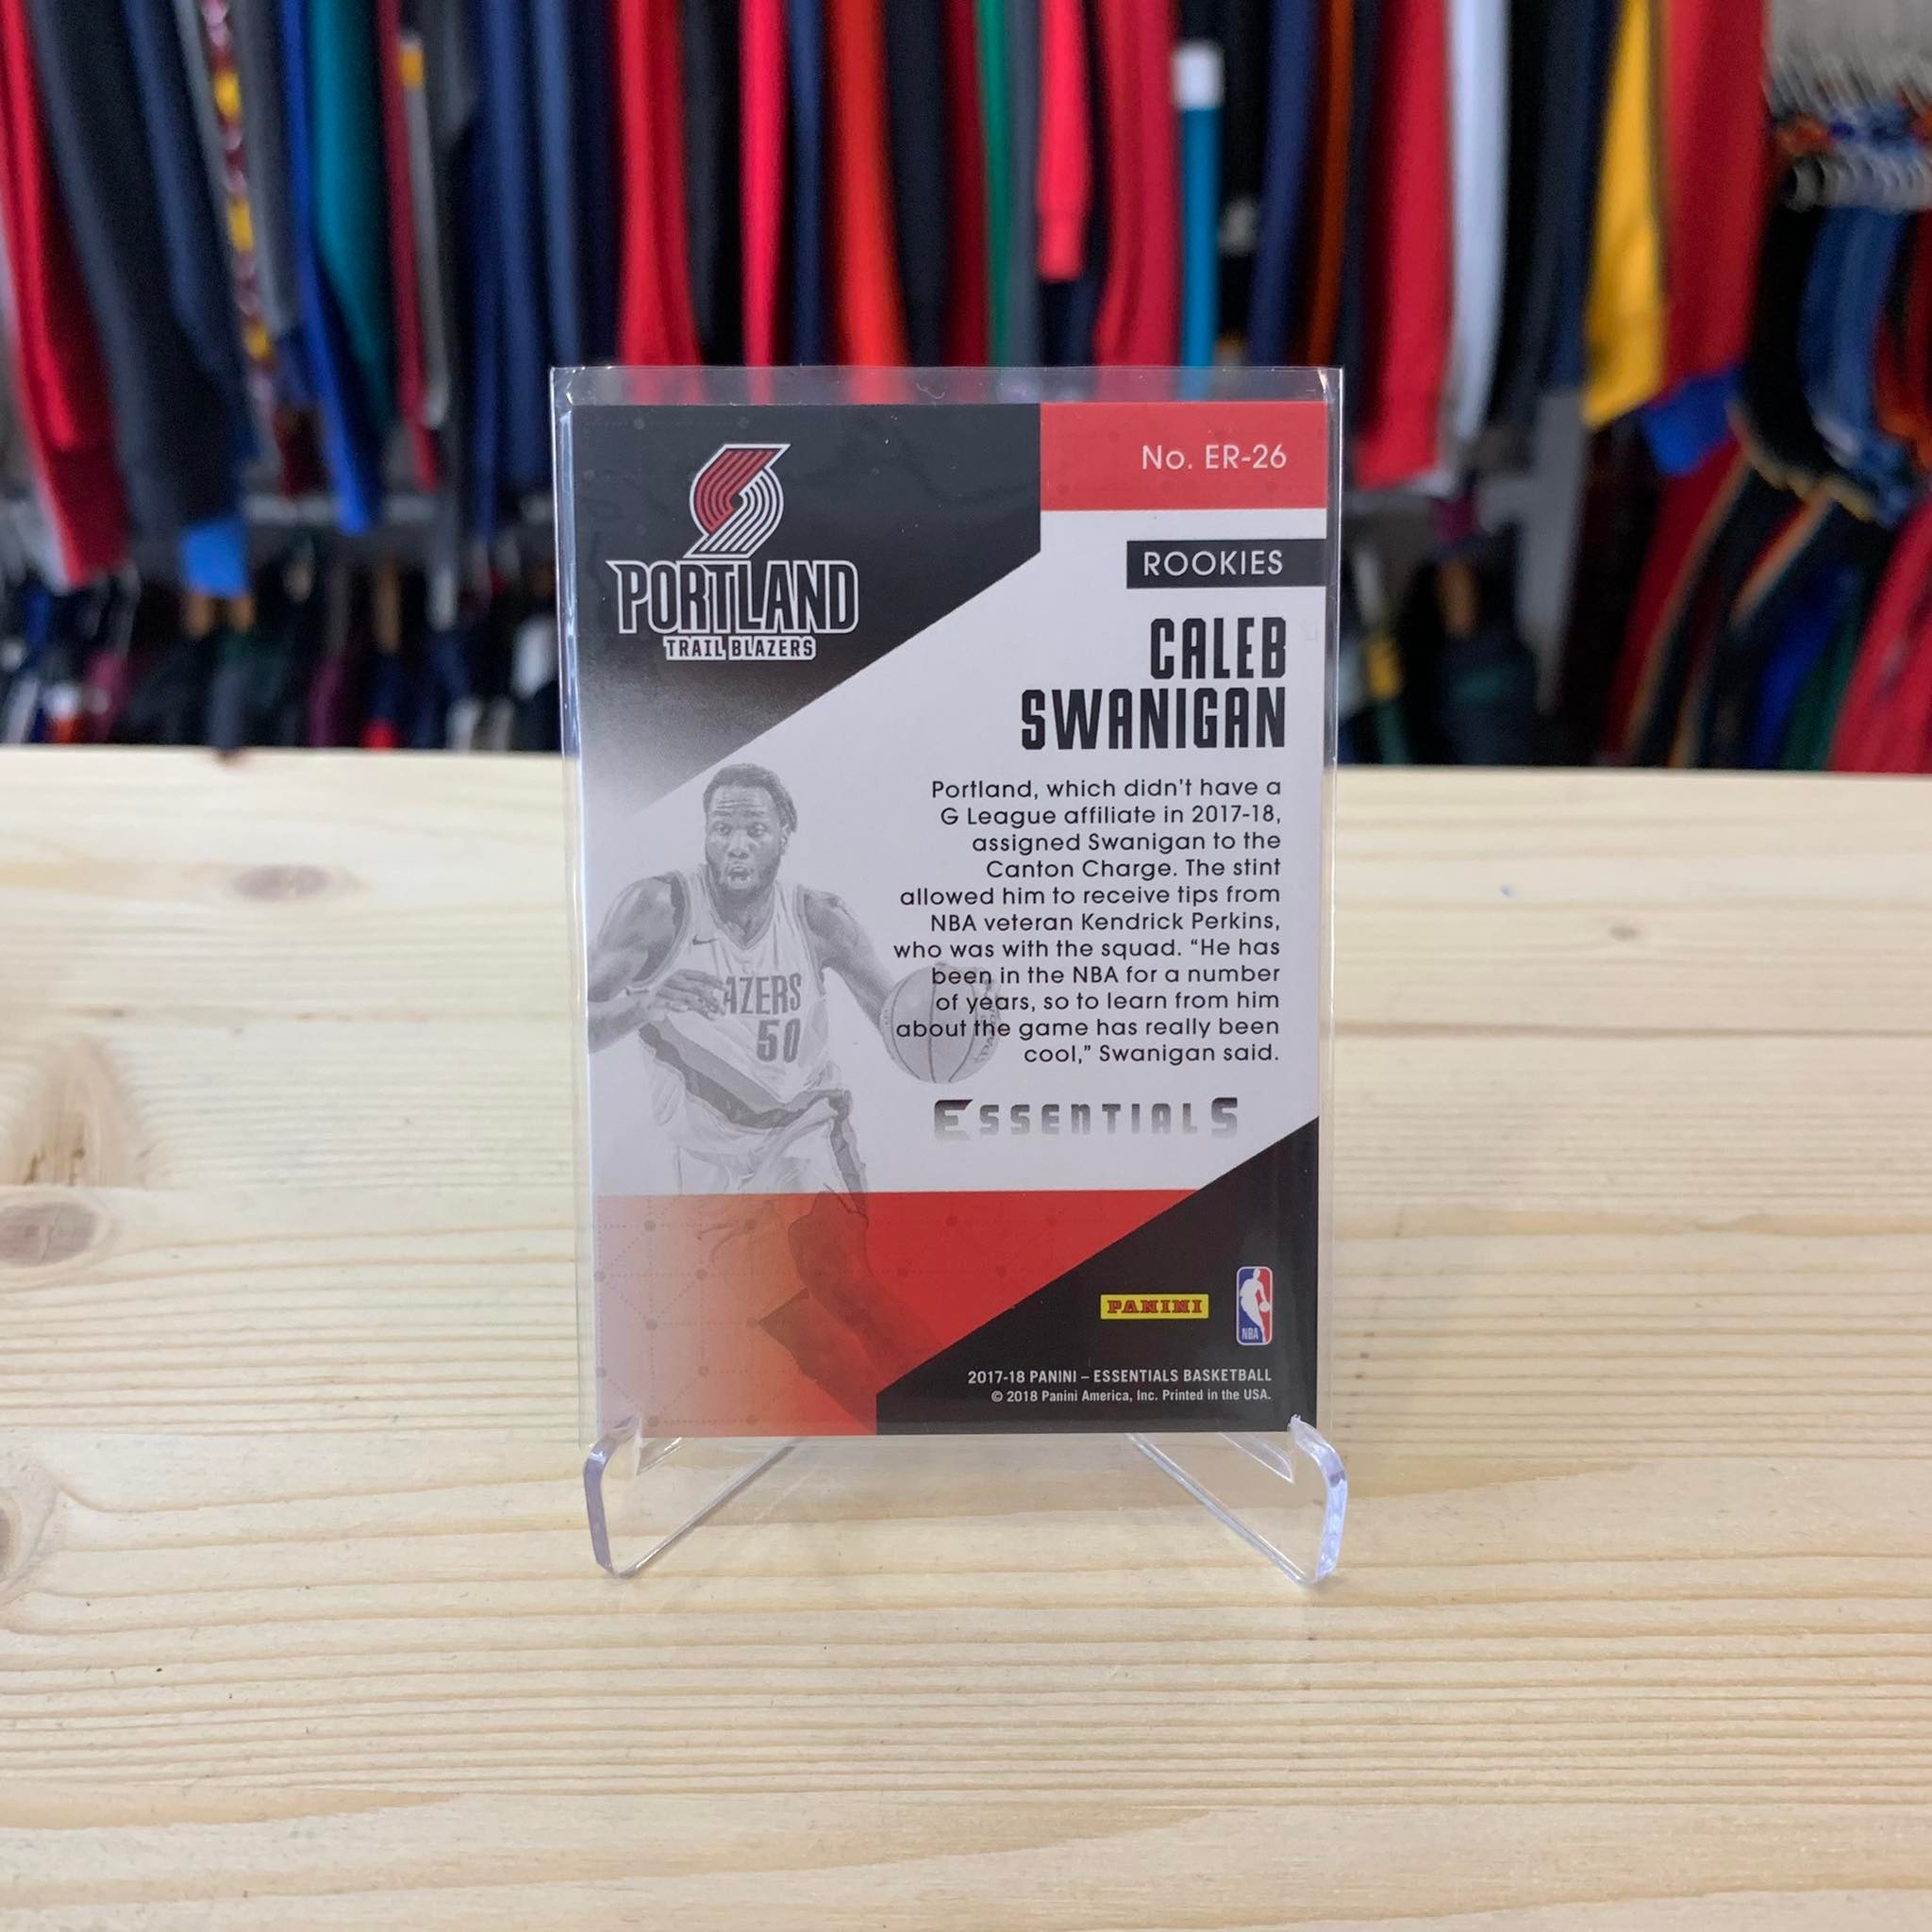 No. ER-26
PORTLAND
TRAIL BLAZERS
ROOKIES
CALEB
SWANIGAN
Portland, which didn't have a
G League affiliate in 2017-18,
assigned Swanigan to the
Canton Charge. The stint
allowed him to receive tips from
NBA veteran Kendrick Perkins,
who was with the squad. "He has
been in the NBA for a number
of years, so to learn from him
about the game has really been
cool," Swanigan said.
AZERS
50
ESSENTIALS
PANINI
NBA
2017-18 PANINI – ESSENTIALS BASKETBALL
© 2018 Panini America, Inc. Printed in the USA.